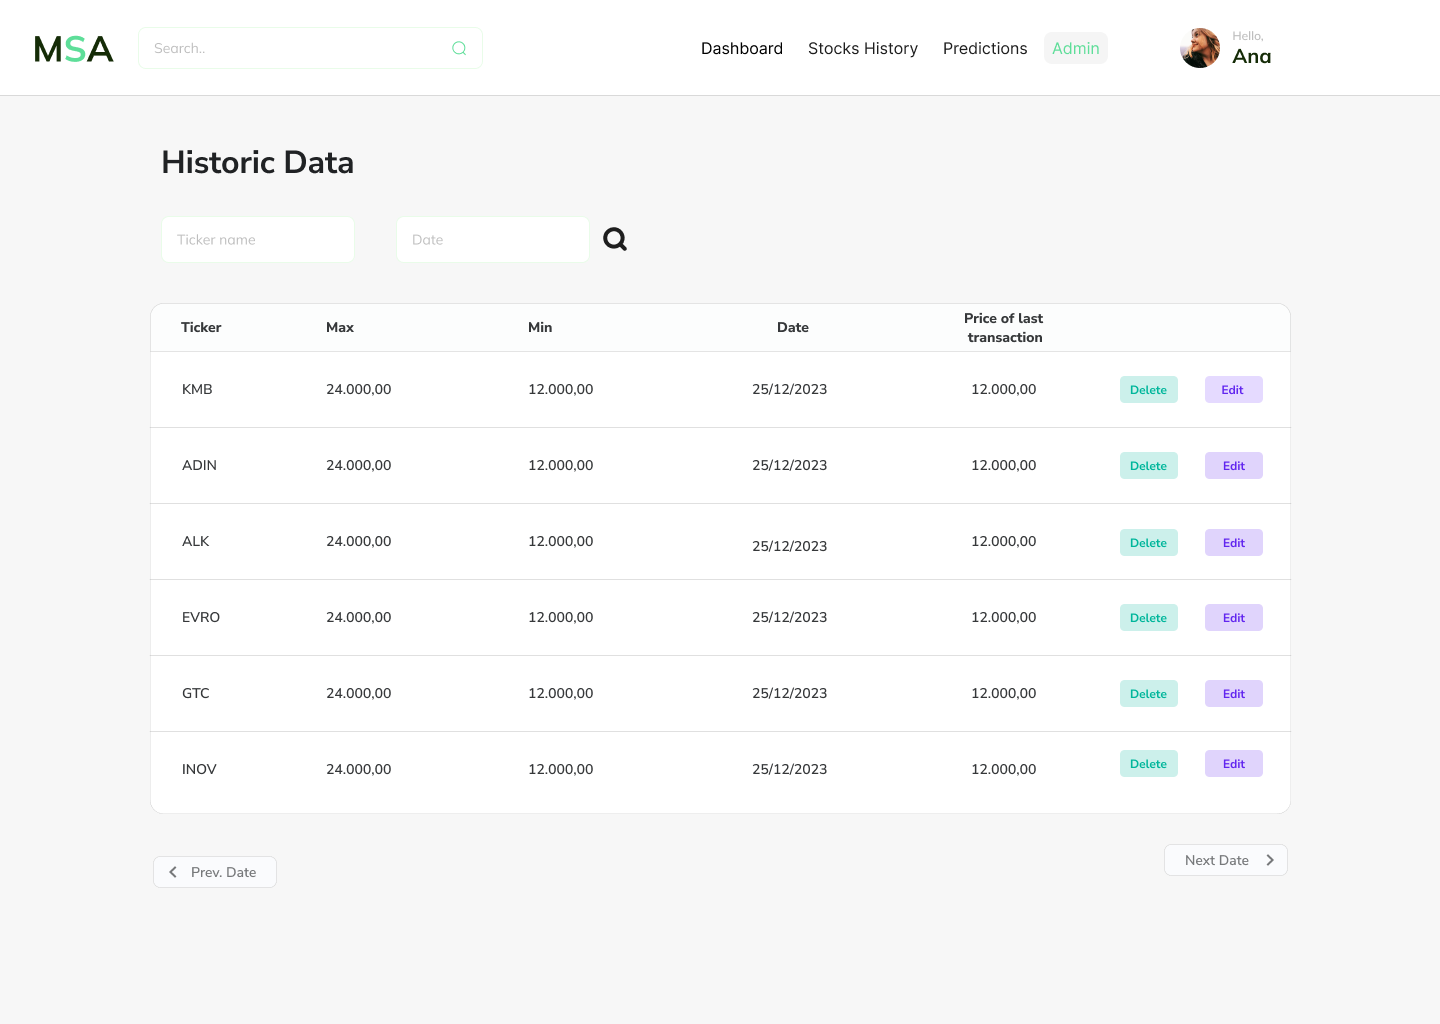 MSA
Search..
Dashboard Stocks History Predictions Admin
Hello,
Ana
Historic Data
Ticker name Date
Ticker Max Min Date Price of last
transaction
KMB 24.000,00 12.000,00 25/12/2023 12.000,00 Delete Edit
ADIN 24.000,00 12.000,00 25/12/2023 12.000,00 Delete Edit
ALK 24.000,00 12.000,00 25/12/2023 12.000,00 Delete Edit
EVRO 24.000,00 12.000,00 25/12/2023 12.000,00 Delete Edit
GTC 24.000,00 12.000,00 25/12/2023 12.000,00 Delete Edit
INOV 24.000,00 12.000,00 25/12/2023 12.000,00 Delete Edit
Prev. Date Next Date